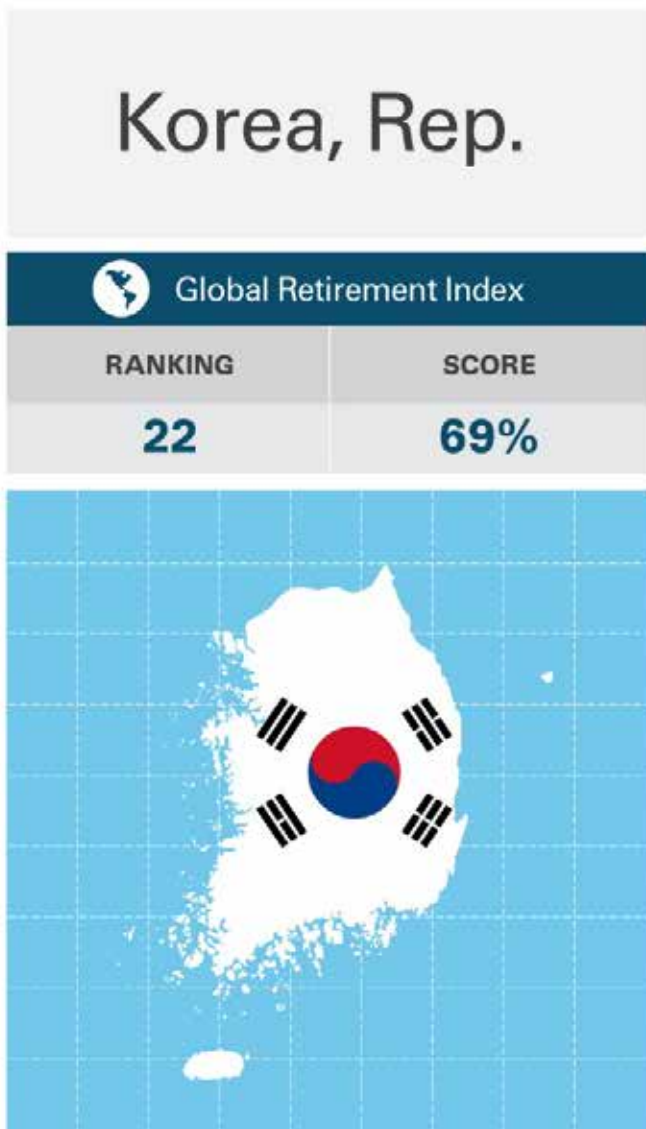 Korea, Rep.
Global Retirement Index
RANKING SCORE
22 69%